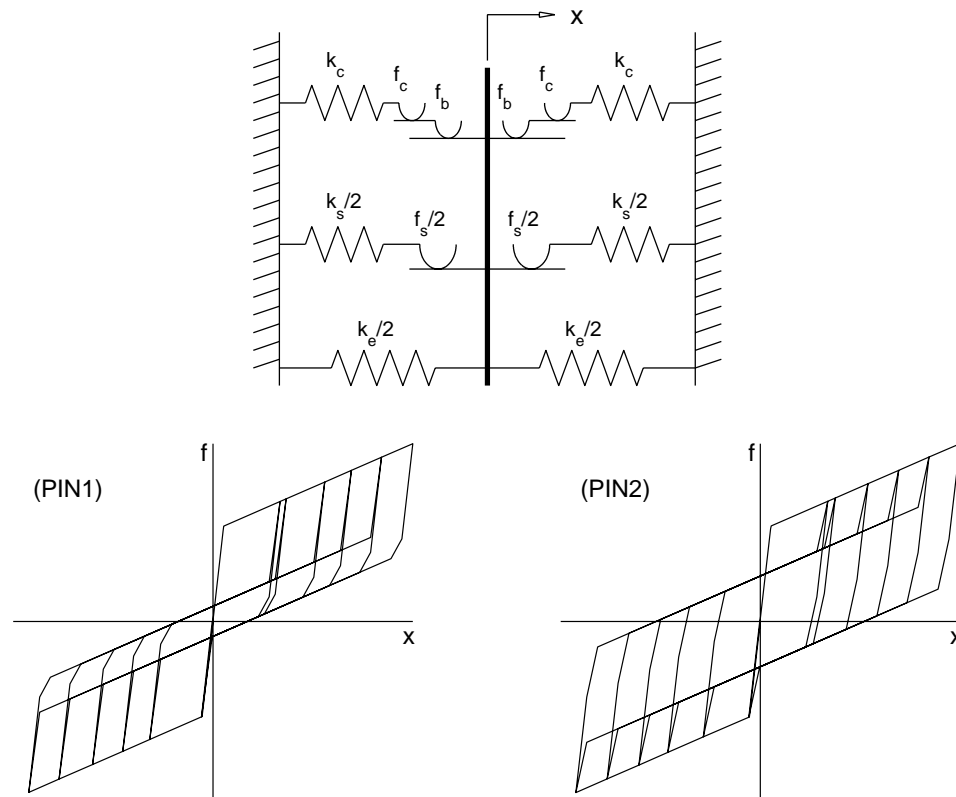 x
k_c f_c f_b f_b f_c k_c
k_s/2 f_s/2 f_s/2 k_s/2
k_e/2 k_e/2
(PIN1) f x
(PIN2) f x